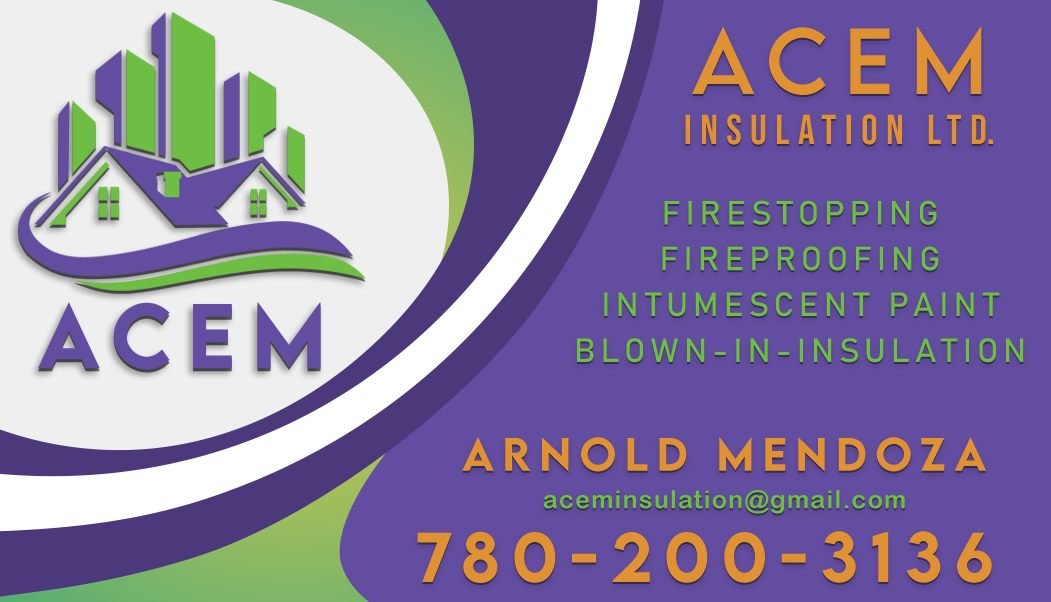 ACEM
ACEM
INSULATION LTD.
FIRESTOPPING
FIREPROOFING
INTUMESCENT PAINT
BLOWN-IN-INSULATION
ARNOLD MENDOZA
aceminsulation@gmail.com
780-200-3136